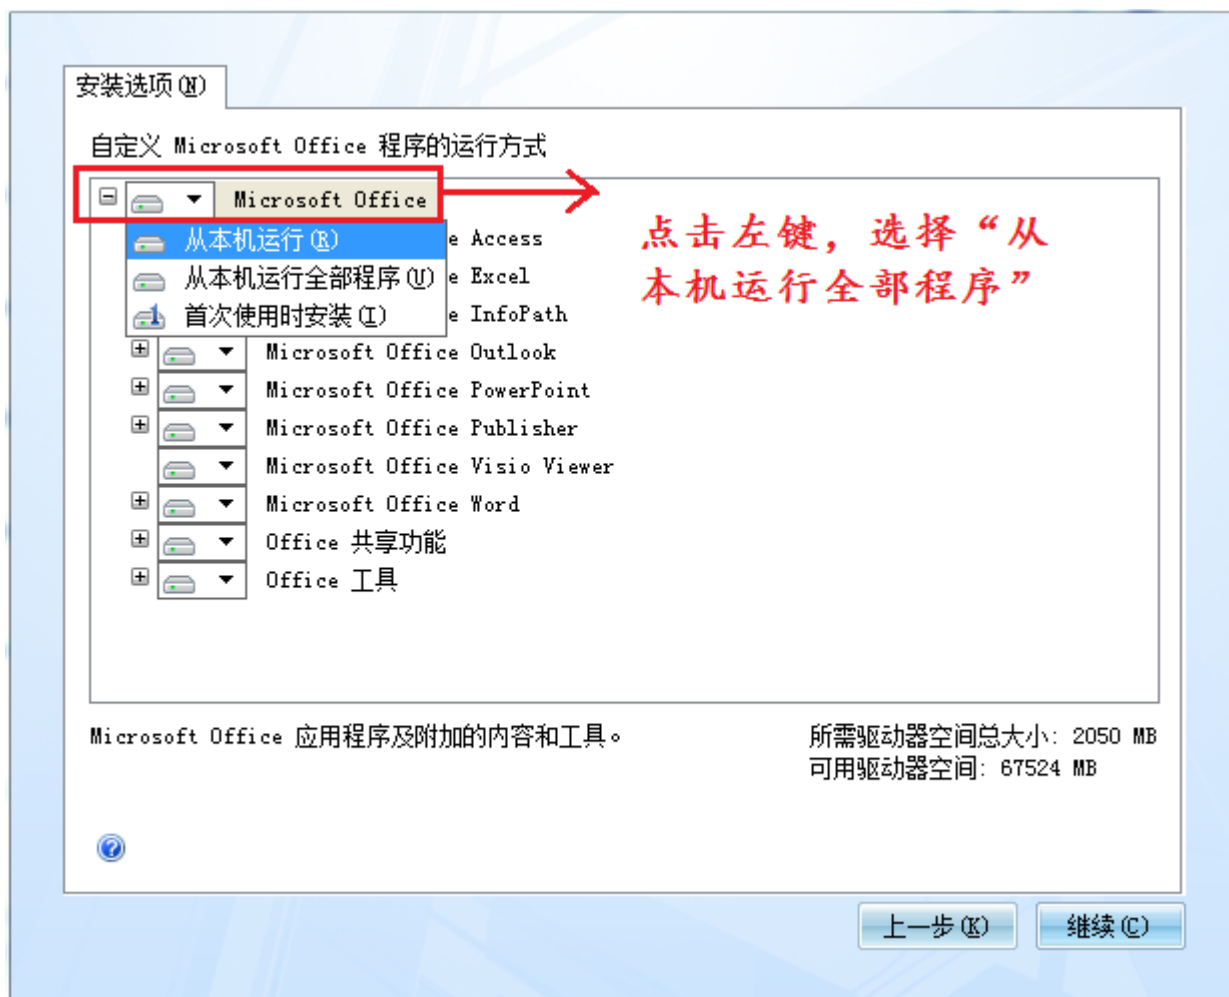 安装选项(N)
自定义 Microsoft Office 程序的运行方式
Microsoft Office
从本机运行(R)
e Access
从本机运行全部程序(U)
e Excel
首次使用时安装(I)
e InfoPath
点击左键，选择“从
本机运行全部程序”
Microsoft Office Outlook
Microsoft Office PowerPoint
Microsoft Office Publisher
Microsoft Office Visio Viewer
Microsoft Office Word
Office 共享功能
Office 工具
Microsoft Office 应用程序及附加的内容和工具。
所需驱动器空间总大小: 2050 MB
可用驱动器空间: 67524 MB
上一步(K)
继续(C)